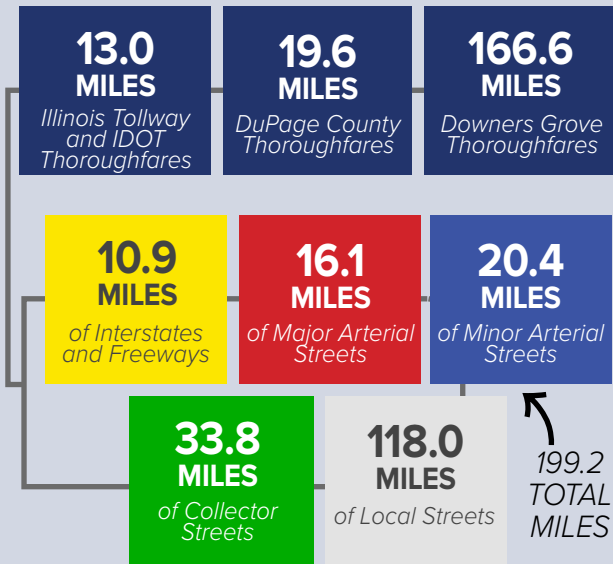 13.0
MILES
Illinois Tollway
and IDOT
Thoroughfares
19.6
MILES
DuPage County
Thoroughfares
166.6
MILES
Downers Grove
Thoroughfares
10.9
MILES
of Interstates
and Freeways
16.1
MILES
of Major Arterial
Streets
20.4
MILES
of Minor Arterial
Streets
33.8
MILES
of Collector
Streets
118.0
MILES
of Local Streets
199.2
TOTAL
MILES